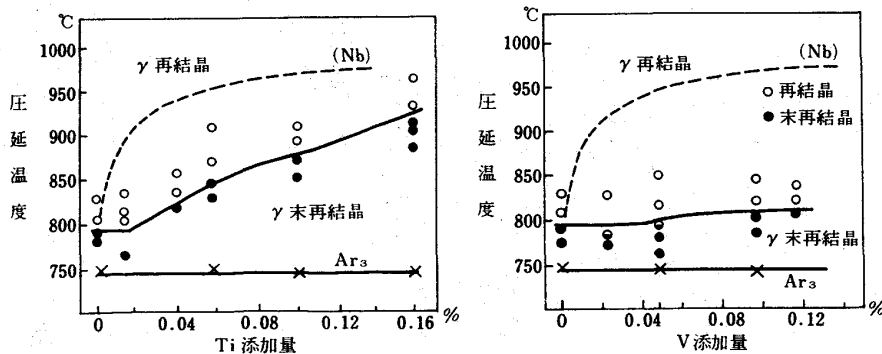 ℃
1000
950
900
850
800
750
圧延温度
γ 再結晶
(Nb)
γ 末再結晶
Ar₃
0
0.04
0.08
0.12
0.16
%
Ti 添加量
℃
1000
950
900
850
800
750
圧延温度
γ 再結晶
(Nb)
○ 再結晶
● 末再結晶
γ 末再結晶
Ar₃
0
0.04
0.08
0.12
%
V 添加量